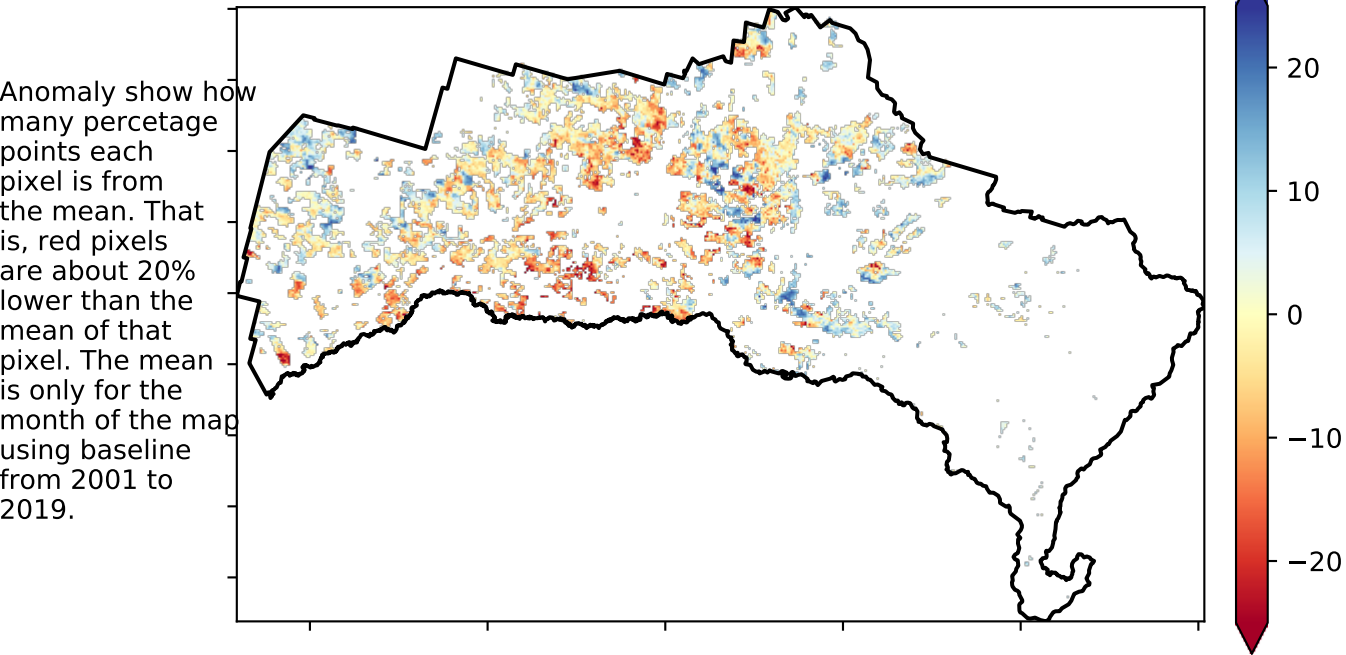 Anomaly show how
many percetage
points each
pixel is from
the mean. That
is, red pixels
are about 20%
lower than the
mean of that
pixel. The mean
is only for the
month of the map
using baseline
from 2001 to
2019.
20
10
0
−10
−20